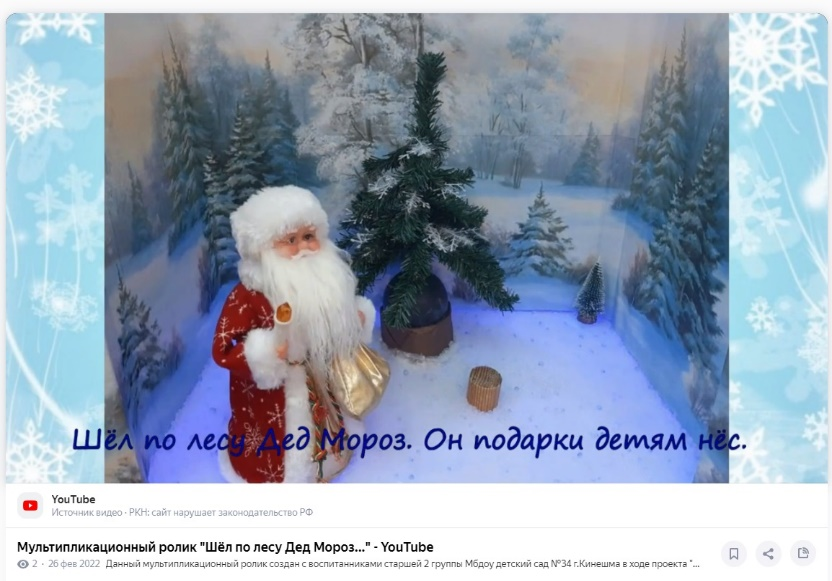 Шёл по лесу Дед Мороз. Он подарки детям нёс.
YouTube
Источник видео · РКН: сайт нарушает законодательство РФ
Мультипликационный ролик "Шёл по лесу Дед Мороз..." - YouTube
2 · 26 фев 2022 Данный мультипликационный ролик создан с воспитанниками старшей 2 группы Мбдоу детский сад №34 г.Кинешма в ходе проекта "...